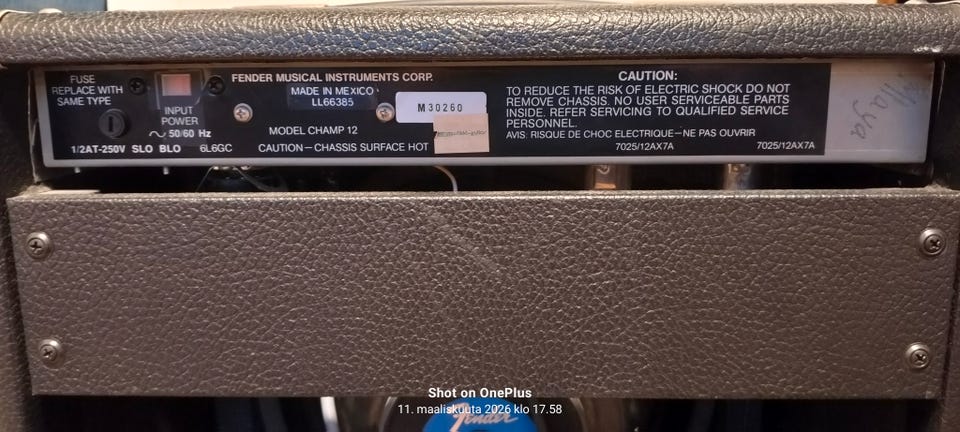 FUSE
REPLACE WITH
SAME TYPE
INPUT
POWER
∿ 50/60 Hz
1/2AT-250V SLO BLO 6L6GC
FENDER MUSICAL INSTRUMENTS CORP.
MADE IN MEXICO
LL66385
M30260
MODEL CHAMP 12
CAUTION—CHASSIS SURFACE HOT
CAUTION:
TO REDUCE THE RISK OF ELECTRIC SHOCK DO NOT
REMOVE CHASSIS. NO USER SERVICEABLE PARTS
INSIDE. REFER SERVICING TO QUALIFIED SERVICE
PERSONNEL.
AVIS: RISQUE DE CHOC ELECTRIQUE—NE PAS OUVRIR
7025/12AX7A 7025/12AX7A
Fender
Shot on OnePlus
11. maaliskuuta 2026 klo 17.58